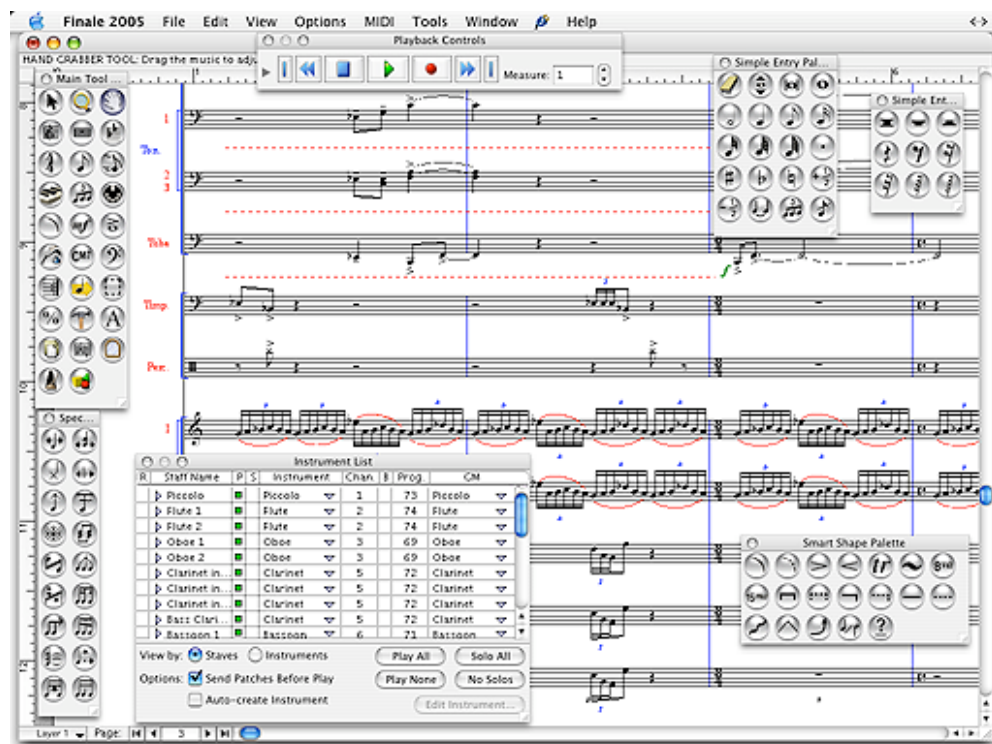 Finale 2005 File Edit View Options MIDI Tools Window Help
Playback Controls
HAND GRABBER TOOL: Drag the music to adju
Measure: 1
Main Tool ...
Simple Entry Pal...
Simple Ent...
6
1
Ten.
2
3
Tuba
Timp.
Perc.
1
Spec...
Instrument List
R Staff Name P S Instrument Chan. B Prog. GM
Piccolo Piccolo 1 73 Piccolo
Flute 1 Flute 2 74 Flute
Flute 2 Flute 2 74 Flute
Oboe 1 Oboe 3 69 Oboe
Oboe 2 Oboe 3 69 Oboe
Clarinet in... Clarinet 5 72 Clarinet
Clarinet in... Clarinet 5 72 Clarinet
Clarinet in... Clarinet 5 72 Clarinet
Bass Clari... Clarinet 5 72 Clarinet
Bassoon 1 Bassoon 6 71 Bassoon
View by: Staves Instruments Play All Solo All
Options: Send Patches Before Play Play None No Solos
Auto-create Instrument Edit Instrument...
Smart Shape Palette
Layer 1 Page: 3